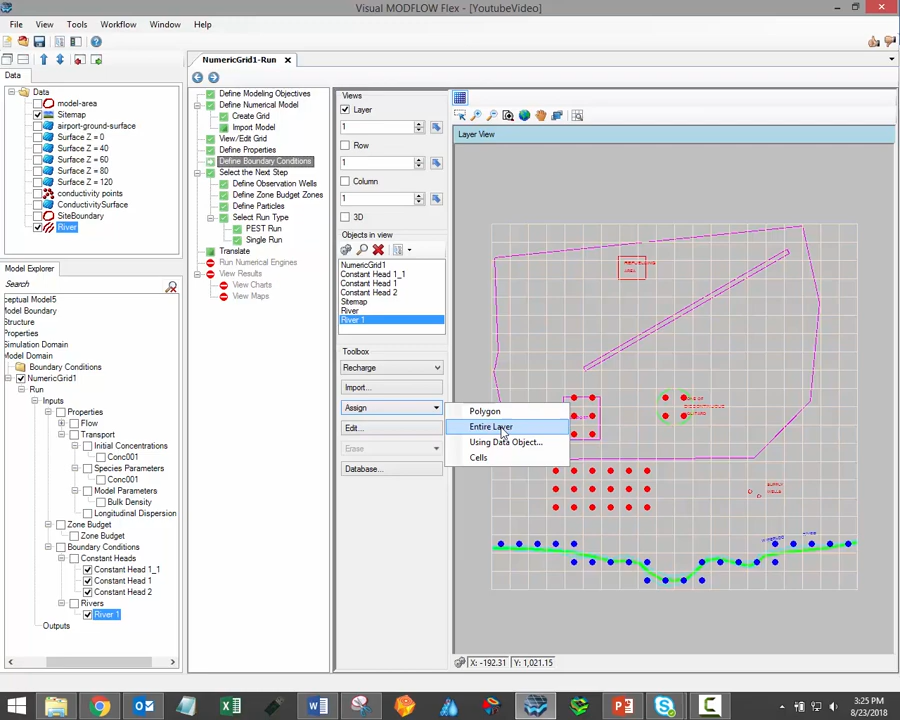 Visual MODFLOW Flex - [YoutubeVideo]
File View Tools Workflow Window Help
Data
Data
model-area
Sitemap
airport-ground-surface
Surface Z = 0
Surface Z = 40
Surface Z = 60
Surface Z = 80
Surface Z = 120
conductivity points
ConductivitySurface
SiteBoundary
River
Model Explorer
Search
ceptual Model5
Model Boundary
Structure
Properties
Simulation Domain
Model Domain
Boundary Conditions
NumericGrid1
Run
Inputs
Properties
Flow
Transport
Initial Concentrations
Conc001
Species Parameters
Conc001
Model Parameters
Bulk Density
Longitudinal Dispersion
Zone Budget
Zone Budget
Boundary Conditions
Constant Heads
Constant Head 1_1
Constant Head 1
Constant Head 2
Rivers
River 1
Outputs
NumericGrid1-Run
Define Modeling Objectives
Define Numerical Model
Create Grid
Import Model
View/Edit Grid
Define Properties
Define Boundary Conditions
Select the Next Step
Define Observation Wells
Define Zone Budget Zones
Define Particles
Select Run Type
PEST Run
Single Run
Translate
Run Numerical Engines
View Results
View Charts
View Maps
Views
Layer
1
Row
1
Column
1
3D
Objects in view
NumericGrid1
Constant Head 1_1
Constant Head 1
Constant Head 2
Sitemap
River
River 1
Toolbox
Recharge
Import...
Assign
Edit...
Erase
Database...
Polygon
Entire Layer
Using Data Object...
Cells
Layer View
REFUELLING
AREA
SUPPLY
WELLS
X: -192.31 Y: 1,021.15
3:25 PM
8/23/2018